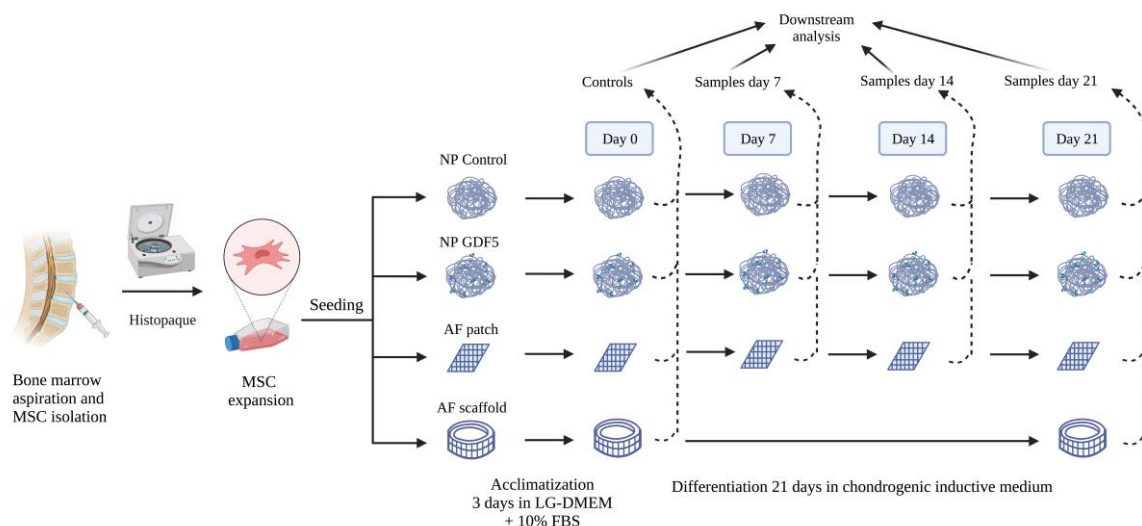 Downstream
analysis
Controls
Samples day 7
Samples day 14
Samples day 21
Day 0
Day 7
Day 14
Day 21
NP Control
NP GDF5
Histopaque
Seeding
AF patch
Bone marrow
aspiration and
MSC isolation
MSC
expansion
AF scaffold
Acclimatization
3 days in LG-DMEM
+ 10% FBS
Differentiation 21 days in chondrogenic inductive medium